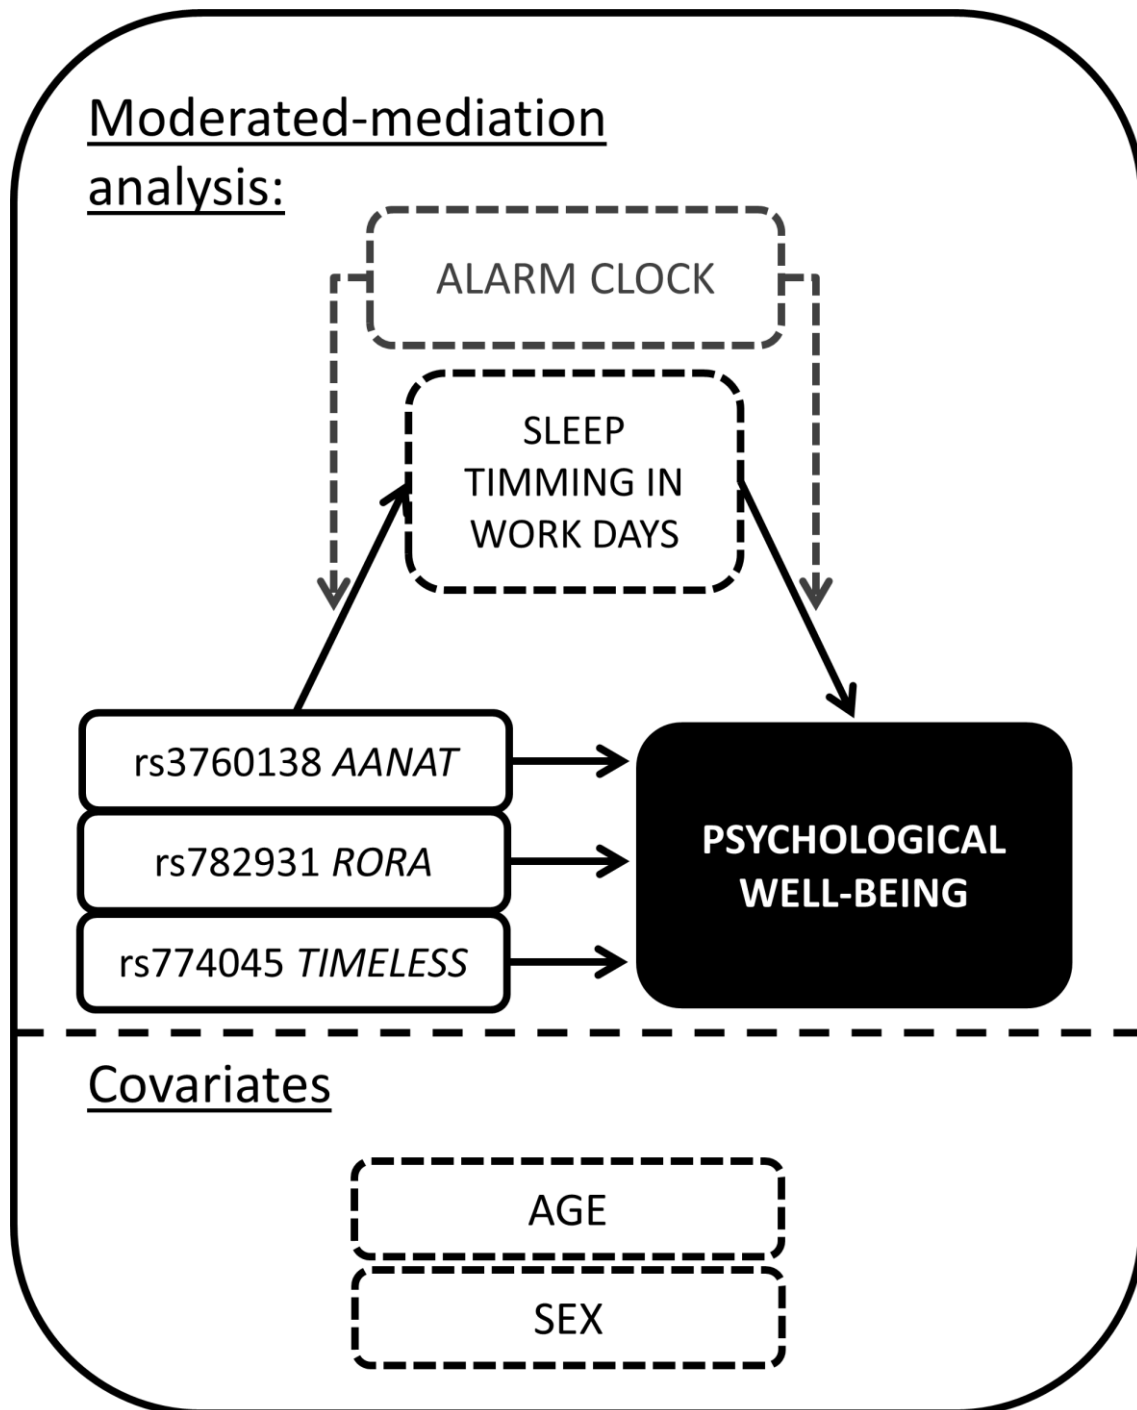 Moderated-mediation
analysis:
ALARM CLOCK
SLEEP
TIMMING IN
WORK DAYS
rs3760138 AANAT
rs782931 RORA
rs774045 TIMELESS
PSYCHOLOGICAL
WELL-BEING
Covariates
AGE
SEX